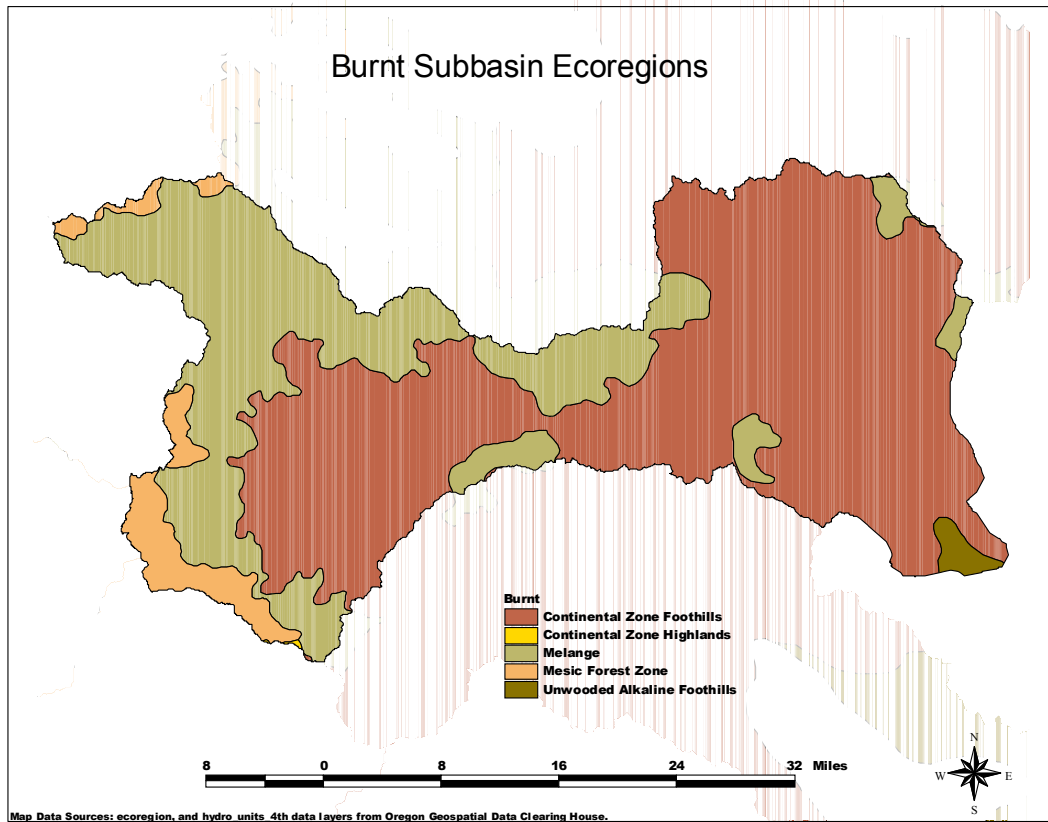 Burnt Subbasin Ecoregions
Burnt
Continental Zone Foothills
Continental Zone Highlands
Melange
Mesic Forest Zone
Unwooded Alkaline Foothills
8 0 8 16 24 32 Miles
N
W E
S
Map Data Sources: ecoregion, and hydro_units_4th data layers from Oregon Geospatial Data Clearing House.